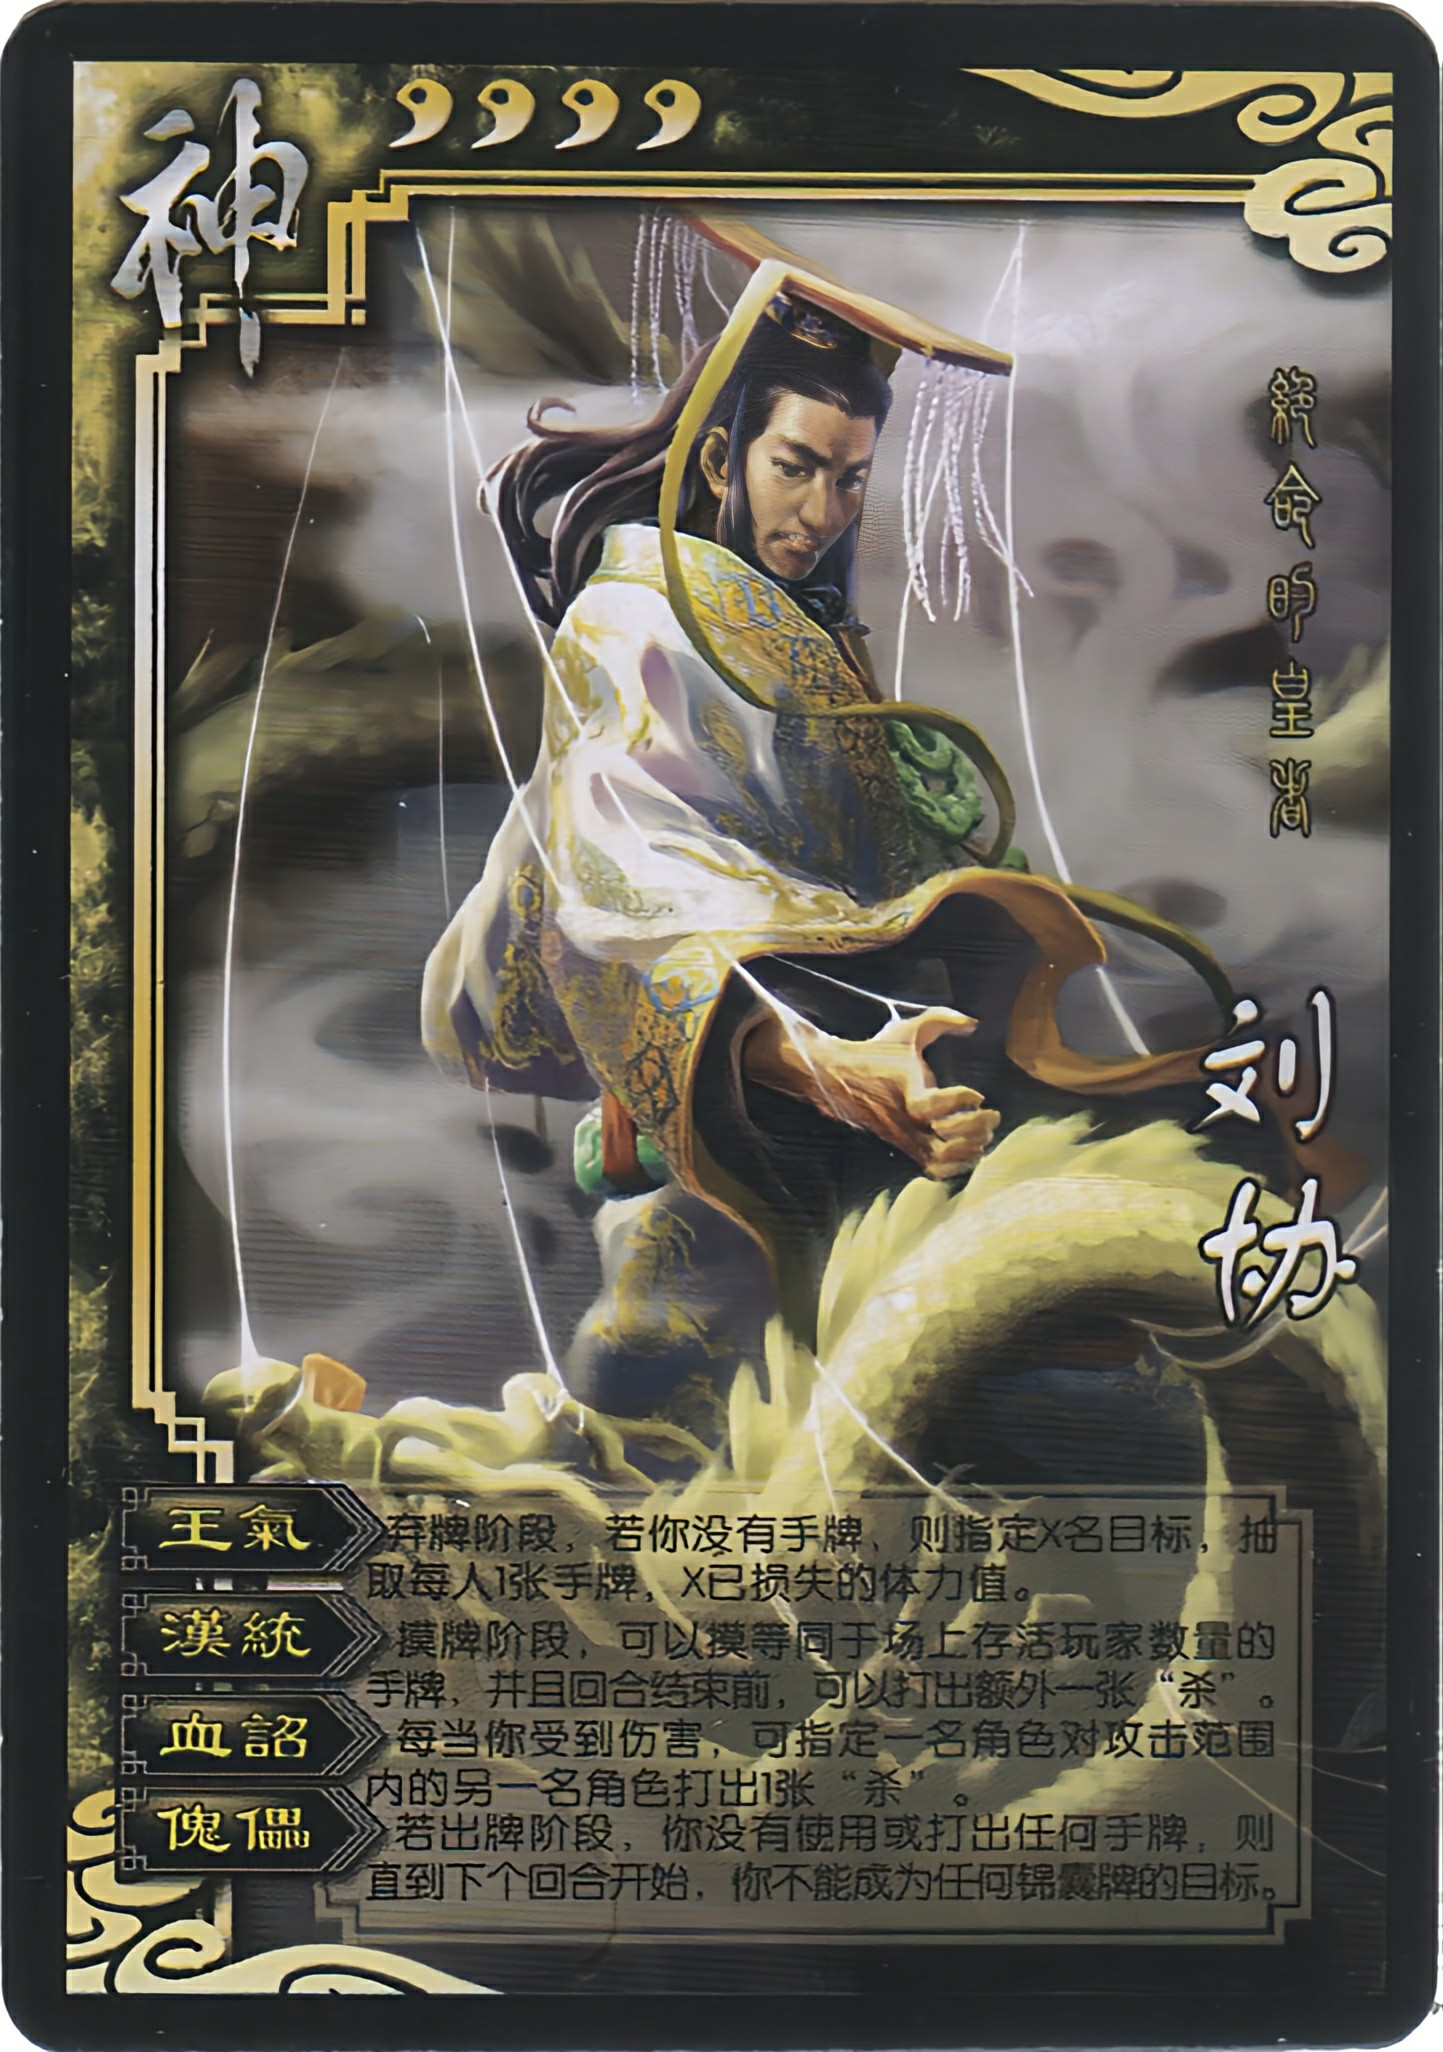 神
絕命的皇者
刘协
王氣
弃牌阶段，若你没有手牌，则指定X名目标，抽
取每人1张手牌，X已损失的体力值。
漢統
摸牌阶段，可以摸等同于场上存活玩家数量的
手牌，并且回合结束前，可以打出额外一张“杀”。
血詔
每当你受到伤害，可指定一名角色对攻击范围
内的另一名角色打出1张“杀”。
傀儡
若出牌阶段，你没有使用或打出任何手牌，则
直到下个回合开始，你不能成为任何锦囊牌的目标。